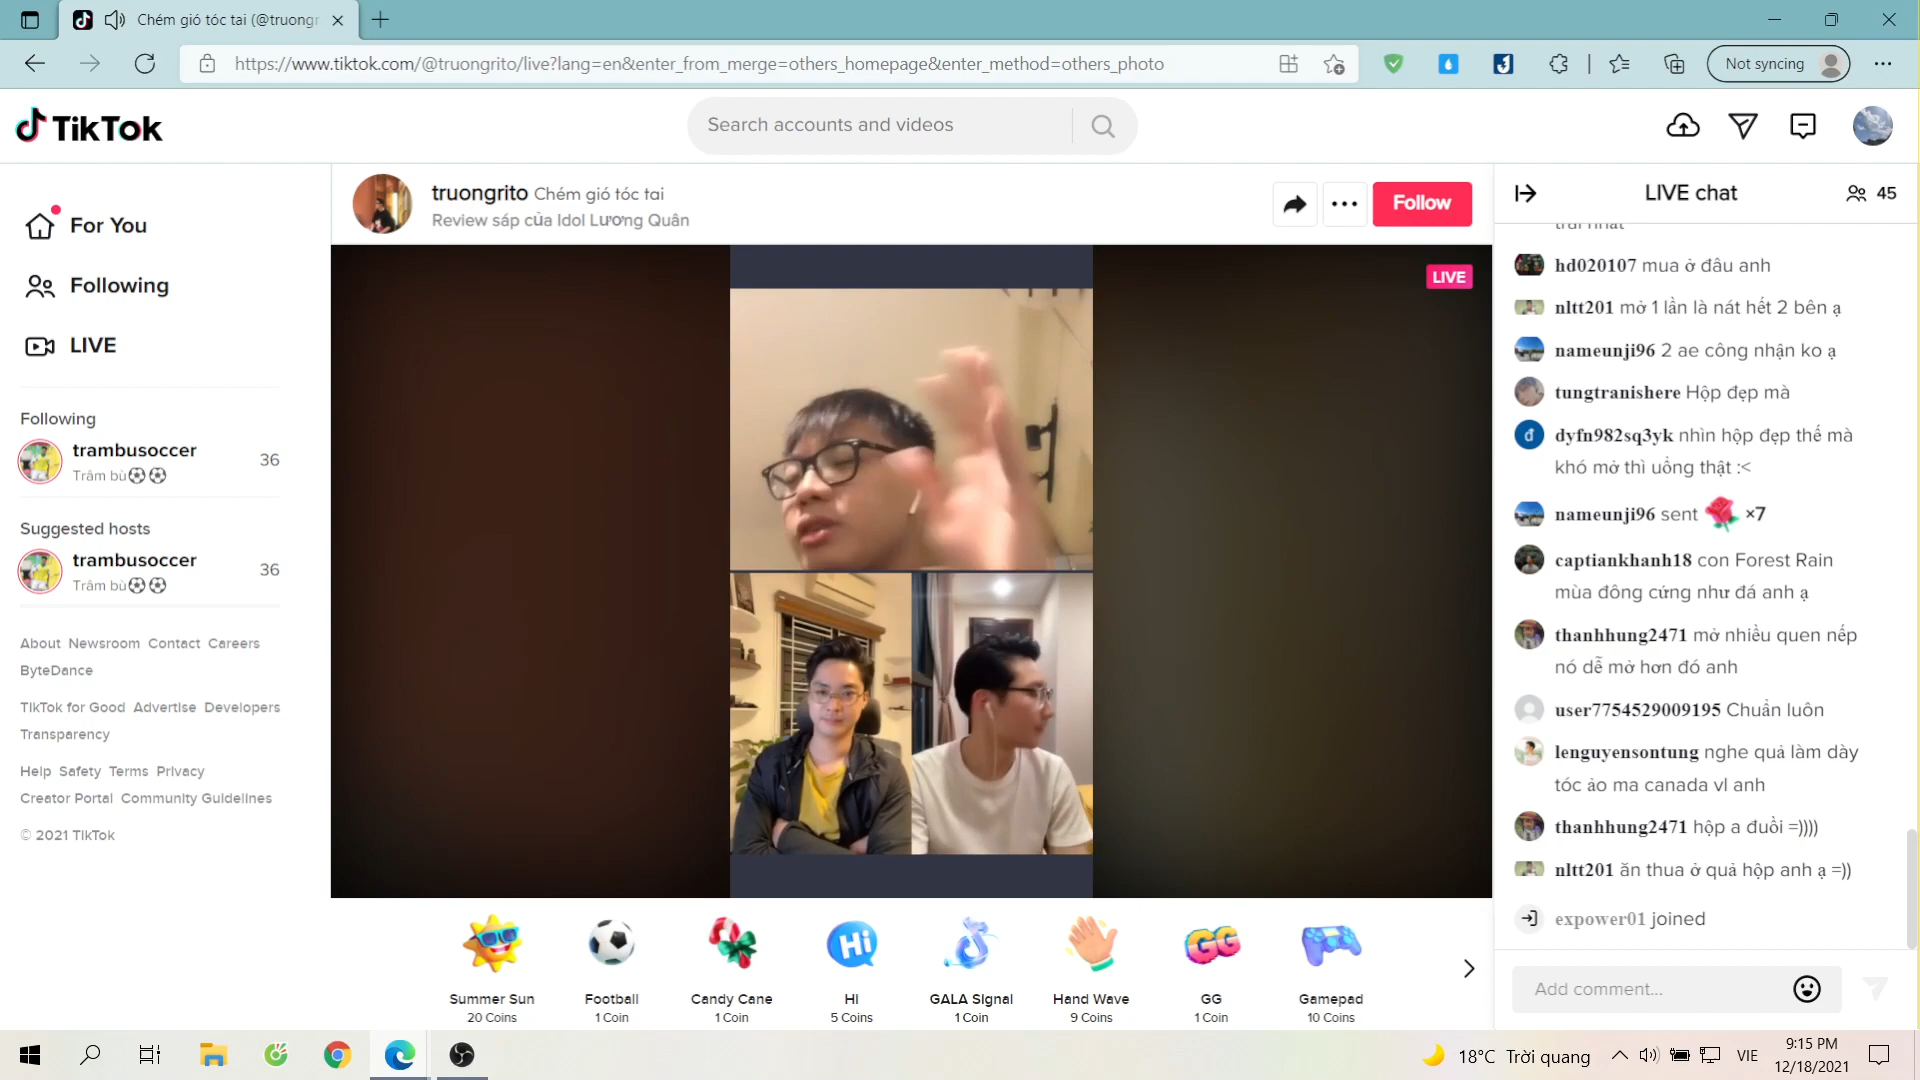 Chém gió tóc tai (@truongr
https://www.tiktok.com/@truongrito/live?lang=en&enter_from_merge=others_homepage&enter_method=others_photo
Not syncing
TikTok
Search accounts and videos
For You
Following
LIVE
Following
trambusoccer 36
Trâm bù⚽⚽
Suggested hosts
trambusoccer 36
Trâm bù⚽⚽
About Newsroom Contact Careers
ByteDance
TikTok for Good Advertise Developers
Transparency
Help Safety Terms Privacy
Creator Portal Community Guidelines
© 2021 TikTok
truongrito Chém gió tóc tai
Review sáp của Idol Lương Quân
Follow
LIVE
Summer Sun
20 Coins
Football
1 Coin
Candy Cane
1 Coin
Hi
Hi
5 Coins
GALA Signal
1 Coin
Hand Wave
9 Coins
GG
GG
1 Coin
Gamepad
10 Coins
LIVE chat 45
hd020107 mua ở đâu anh
nltt201 mở 1 lần là nát hết 2 bên ạ
nameunji96 2 ae công nhận ko ạ
tungtranishere Hộp đẹp mà
đ
dyfn982sq3yk nhìn hộp đẹp thế mà
khó mở thì uổng thật :<
nameunji96 sent 🌹 ×7
captiankhanh18 con Forest Rain
mùa đông cứng như đá anh ạ
thanhhung2471 mở nhiều quen nếp
nó dễ mở hơn đó anh
user7754529009195 Chuẩn luôn
lenguyensontung nghe quả làm dày
tóc ảo ma canada vl anh
thanhhung2471 hộp a đuổi =))))
nltt201 ăn thua ở quả hộp anh ạ =))
expower01 joined
Add comment...
18°C Trời quang
VIE
9:15 PM
12/18/2021